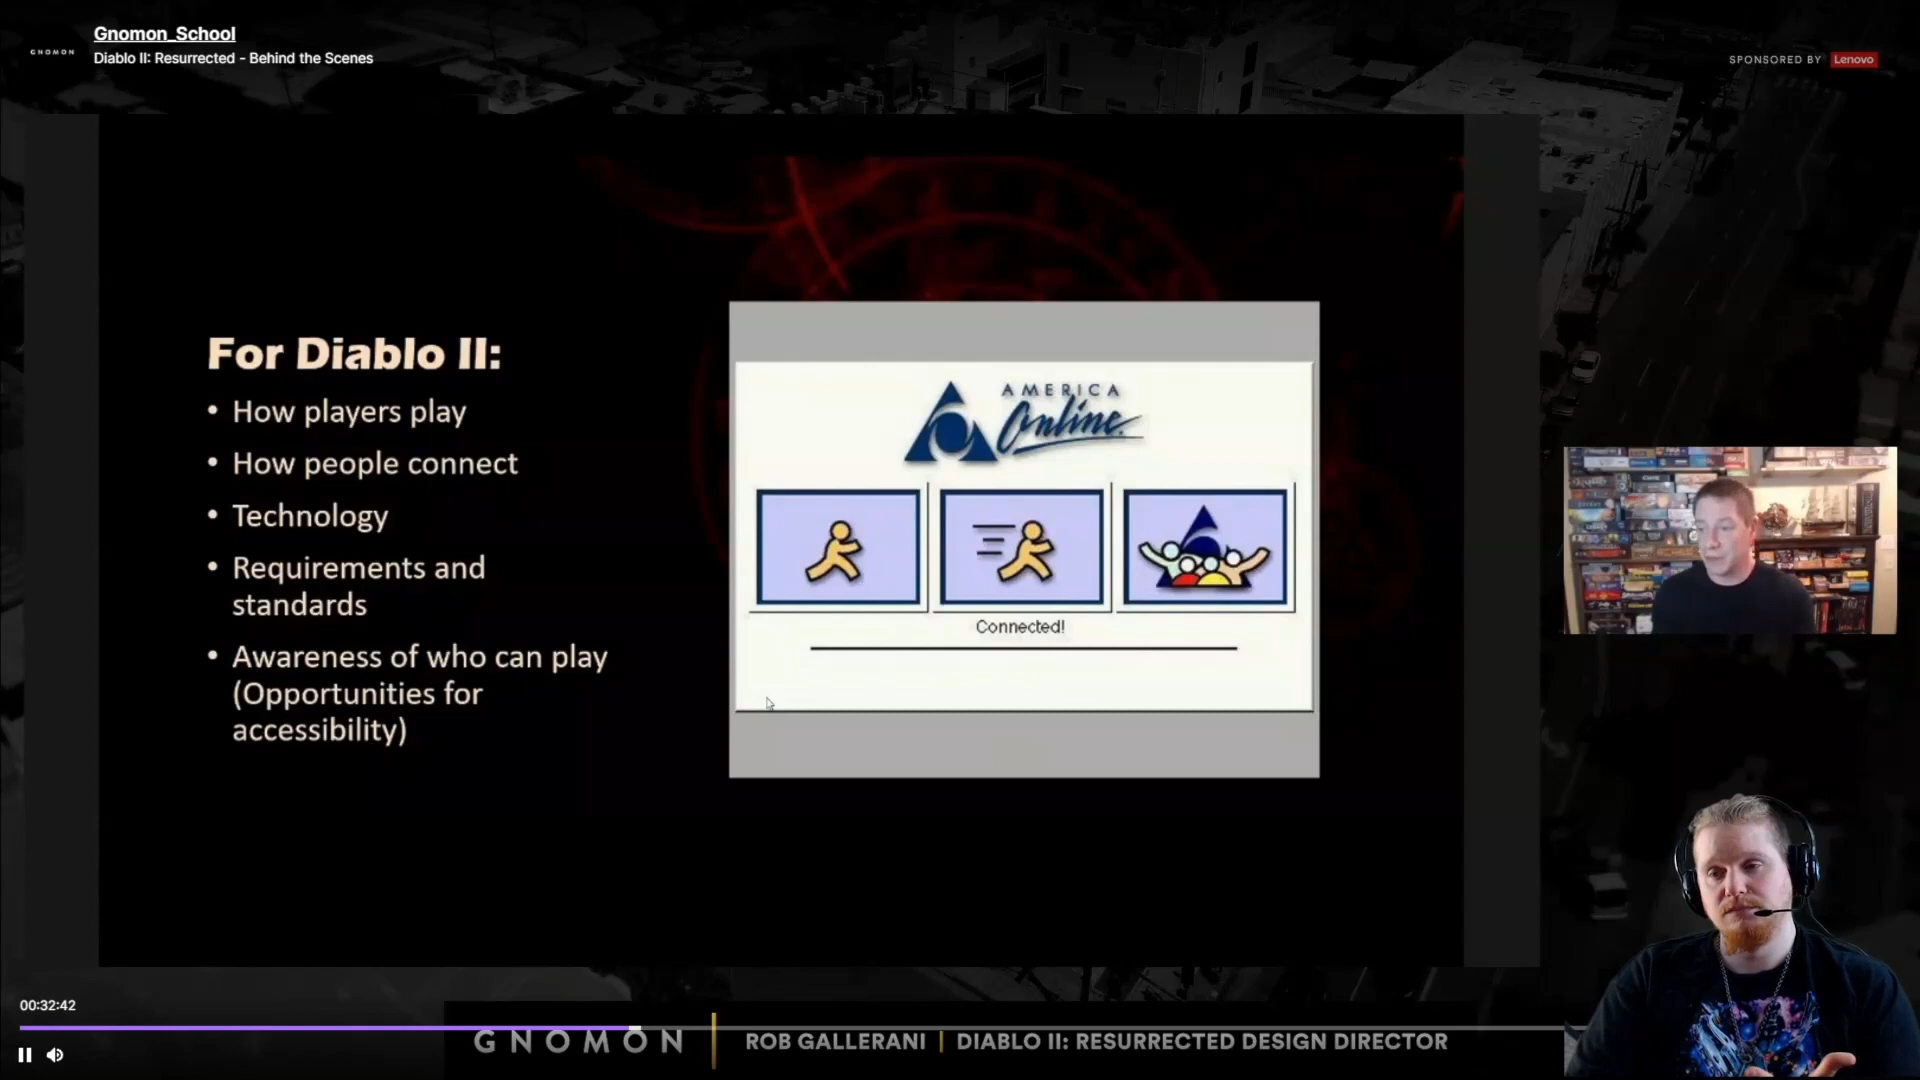 Gnomon_School
GNOMON
Diablo II: Resurrected - Behind the Scenes
SPONSORED BY Lenovo
For Diablo II:
• How players play
• How people connect
• Technology
• Requirements and
standards
• Awareness of who can play
(Opportunities for
accessibility)
AMERICA
Online
Connected!
00:32:42
GNOMON
ROB GALLERANI | DIABLO II: RESURRECTED DESIGN DIRECTOR